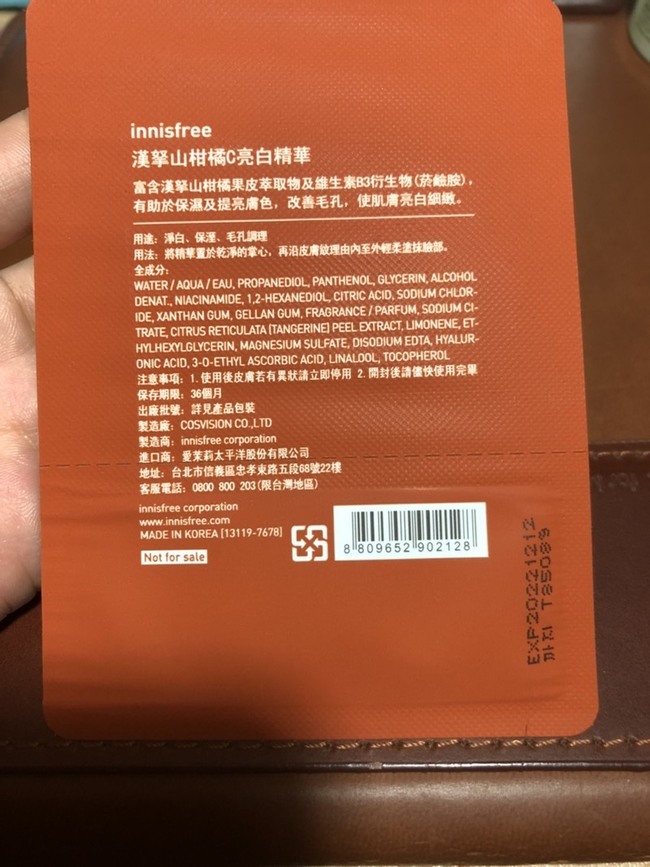 innisfree
漢拏山柑橘C亮白精華
富含漢拏山柑橘果皮萃取物及維生素B3衍生物(菸鹼胺),
有助於保濕及提亮膚色，改善毛孔，使肌膚亮白細緻。
用途: 淨白、保溼、毛孔調理
用法: 將精華置於乾淨的掌心，再沿皮膚紋理由內至外輕柔塗抹臉部。
全成分:
WATER / AQUA / EAU, PROPANEDIOL, PANTHENOL, GLYCERIN, ALCOHOL
DENAT., NIACINAMIDE, 1,2-HEXANEDIOL, CITRIC ACID, SODIUM CHLOR-
IDE, XANTHAN GUM, GELLAN GUM, FRAGRANCE / PARFUM, SODIUM CI-
TRATE, CITRUS RETICULATA (TANGERINE) PEEL EXTRACT, LIMONENE, ET-
HYLHEXYLGLYCERIN, MAGNESIUM SULFATE, DISODIUM EDTA, HYALUR-
ONIC ACID, 3-O-ETHYL ASCORBIC ACID, LINALOOL, TOCOPHEROL
注意事項: 1. 使用後皮膚若有異狀請立即停用 2. 開封後請儘快使用完畢
保存期限: 36個月
出廠批號: 詳見產品包裝
製造廠: COSVISION CO.,LTD
製造商: innisfree corporation
進口商: 愛茉莉太平洋股份有限公司
地址: 台北市信義區忠孝東路五段68號22樓
客服電話: 0800 800 203 (限台灣地區)
innisfree corporation
www.innisfree.com
MADE IN KOREA [13119-7678]
Not for sale
8 809652 902128
EXP20221212
까지 T85089